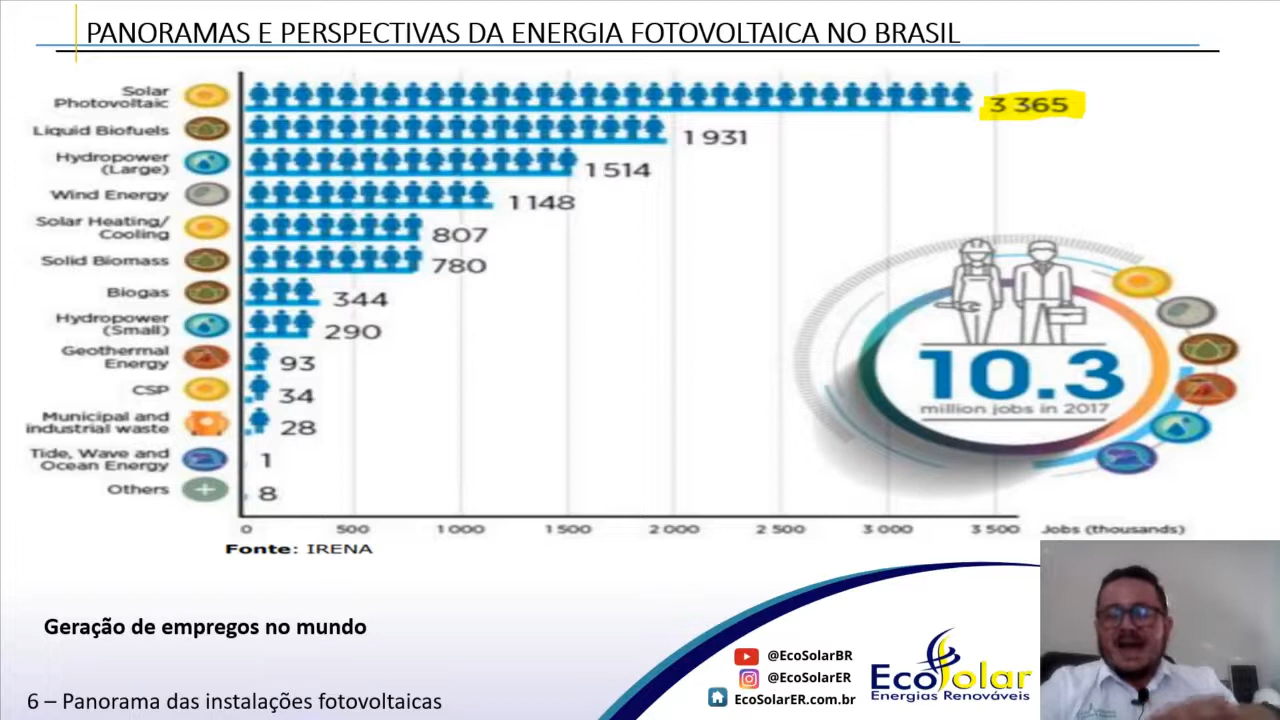 PANORAMAS E PERSPECTIVAS DA ENERGIA FOTOVOLTAICA NO BRASIL
Solar
Photovoltaic
3 365
Liquid Biofuels
1 931
Hydropower
(Large)
1 514
Wind Energy
1 148
Solar Heating/
Cooling
807
Solid Biomass
780
Biogas
344
Hydropower
(Small)
290
Geothermal
Energy
93
CSP
34
Municipal and
industrial waste
28
Tide, Wave and
Ocean Energy
1
Others
8
0 500 1 000 1 500 2 000 2 500 3 000 3 500 Jobs (thousands)
10.3
million jobs in 2017
Fonte: IRENA
Geração de empregos no mundo
@EcoSolarBR
@EcoSolarER
EcoSolarER.com.br
EcoSolar
Energias Renováveis
6 – Panorama das instalações fotovoltaicas